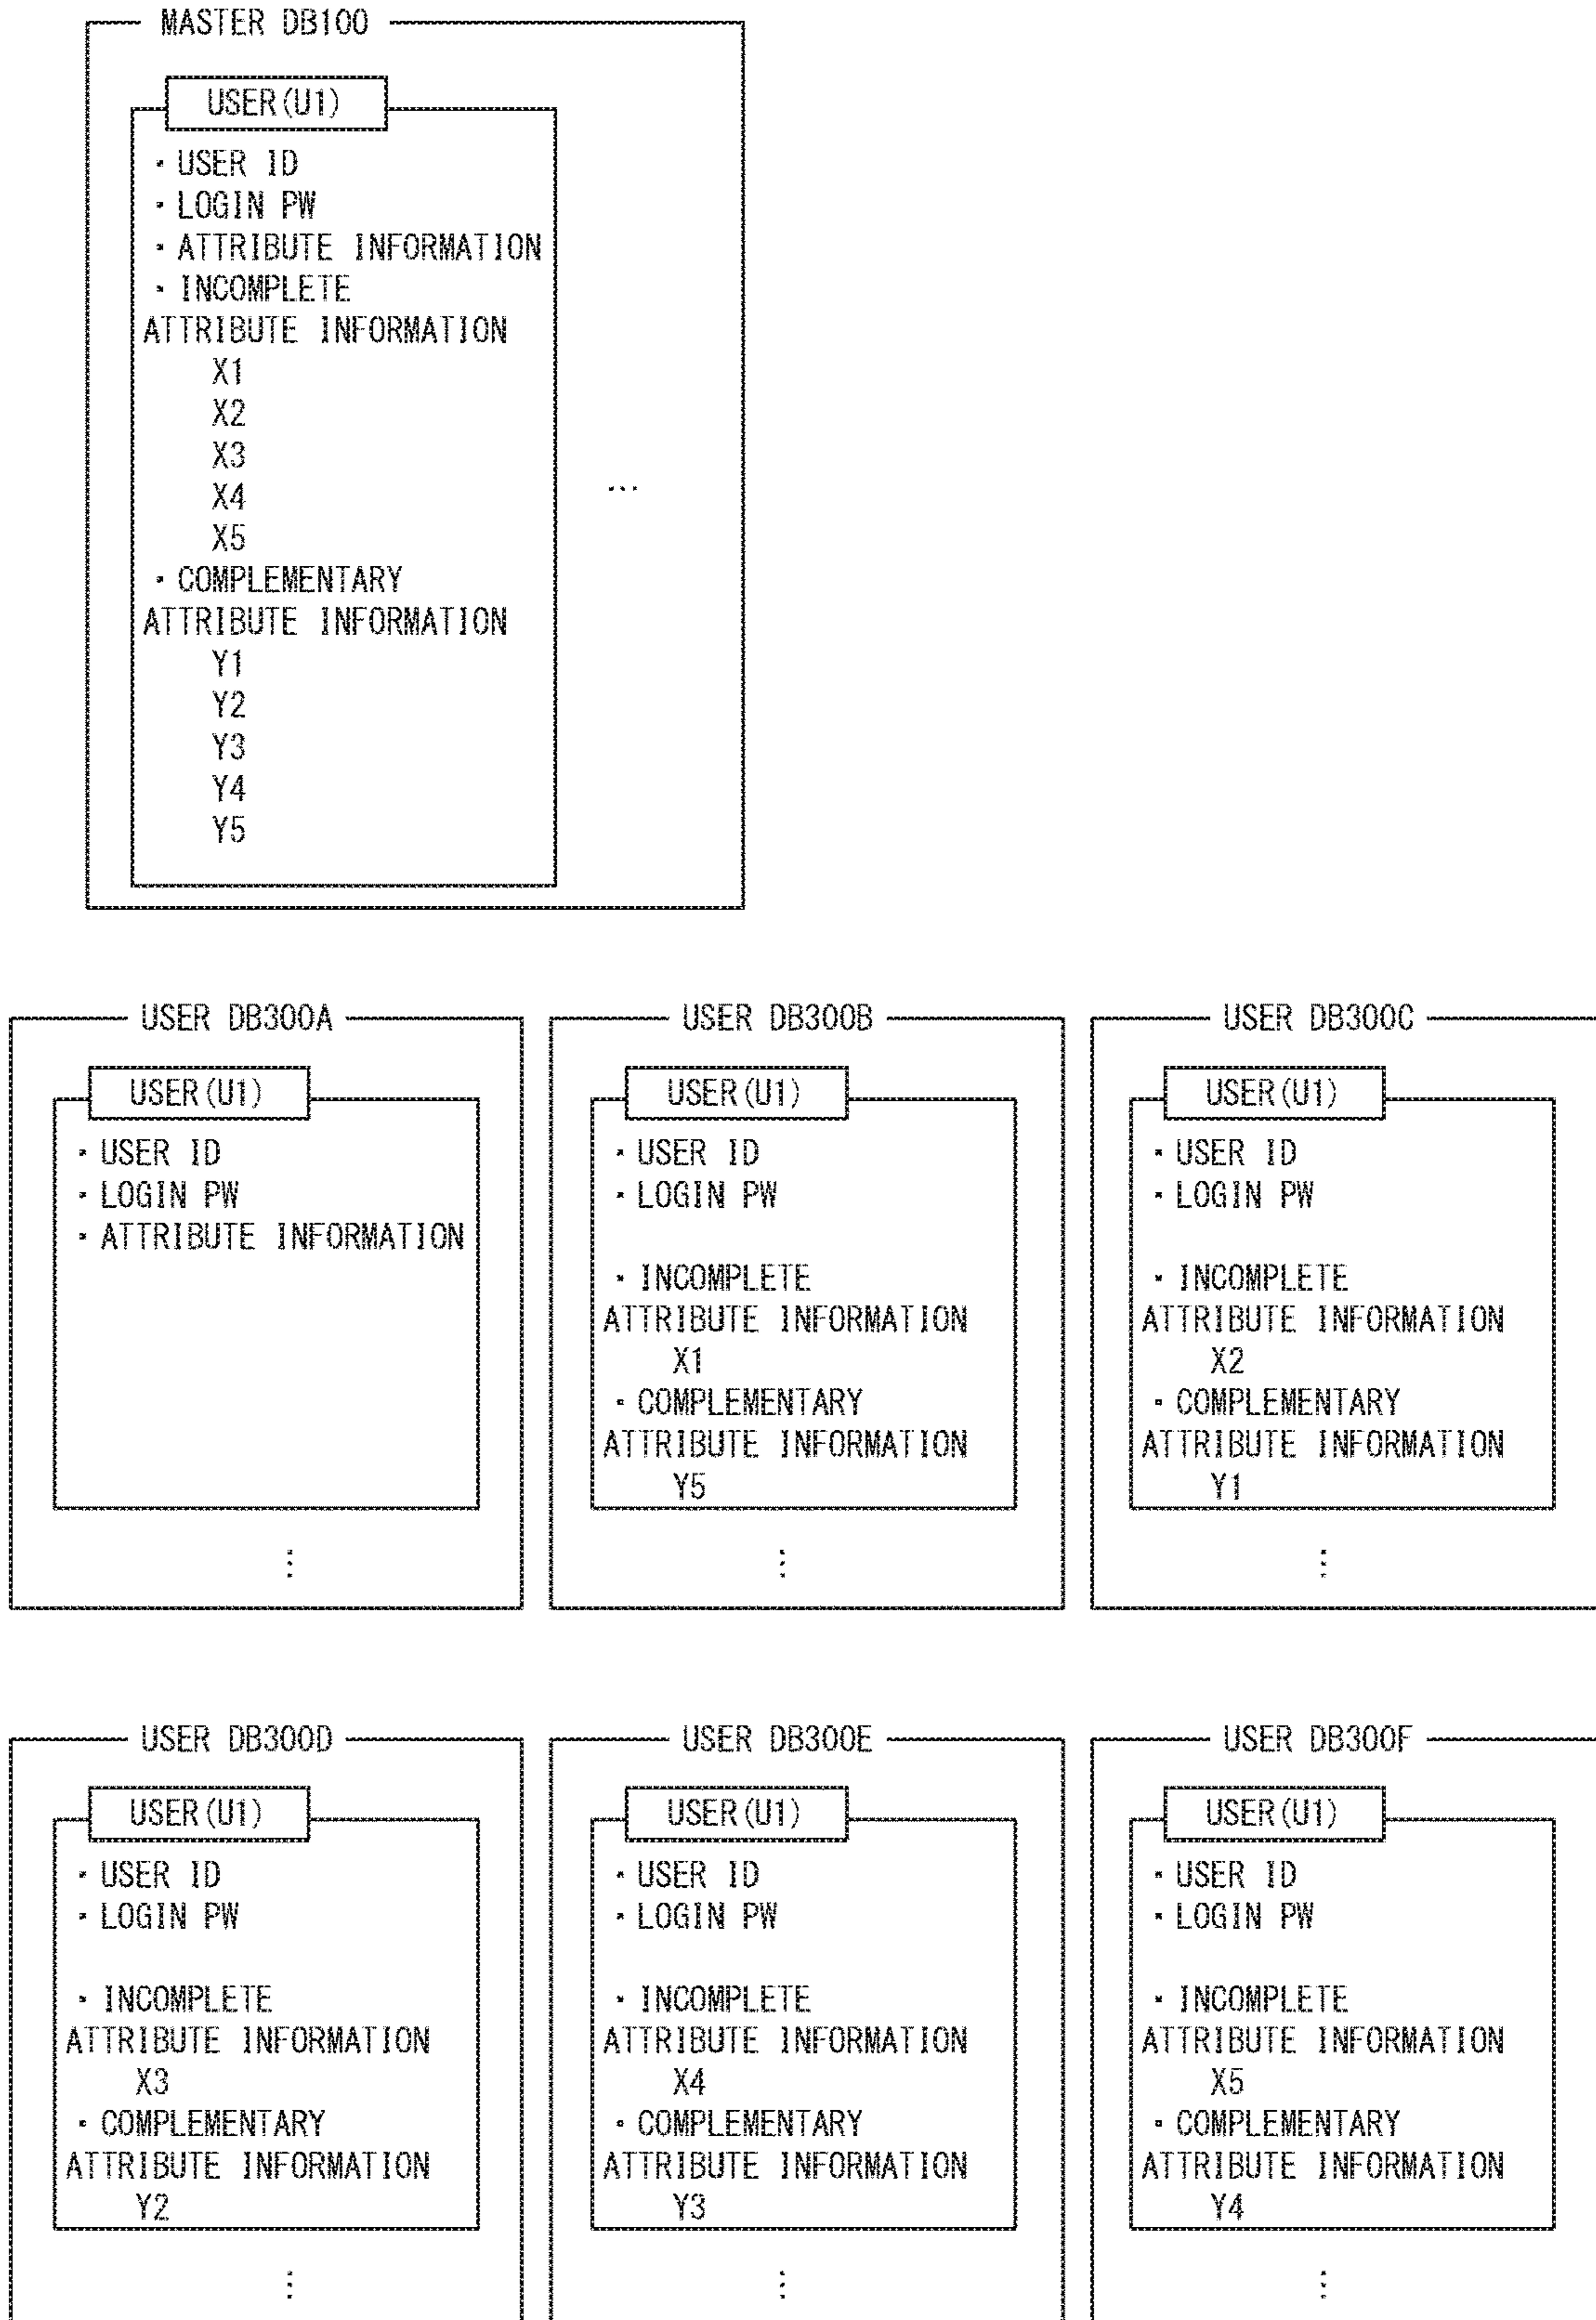 MASTER DB100
USER(U1)
・USER ID
・LOGIN PW
・ATTRIBUTE INFORMATION
・INCOMPLETE
ATTRIBUTE INFORMATION
X1
X2
X3
X4
X5
・COMPLEMENTARY
ATTRIBUTE INFORMATION
Y1
Y2
Y3
Y4
Y5
...
USER DB300A
USER(U1)
・USER ID
・LOGIN PW
・ATTRIBUTE INFORMATION
⋮
USER DB300B
USER(U1)
・USER ID
・LOGIN PW
・INCOMPLETE
ATTRIBUTE INFORMATION
X1
・COMPLEMENTARY
ATTRIBUTE INFORMATION
Y5
⋮
USER DB300C
USER(U1)
・USER ID
・LOGIN PW
・INCOMPLETE
ATTRIBUTE INFORMATION
X2
・COMPLEMENTARY
ATTRIBUTE INFORMATION
Y1
⋮
USER DB300D
USER(U1)
・USER ID
・LOGIN PW
・INCOMPLETE
ATTRIBUTE INFORMATION
X3
・COMPLEMENTARY
ATTRIBUTE INFORMATION
Y2
⋮
USER DB300E
USER(U1)
・USER ID
・LOGIN PW
・INCOMPLETE
ATTRIBUTE INFORMATION
X4
・COMPLEMENTARY
ATTRIBUTE INFORMATION
Y3
⋮
USER DB300F
USER(U1)
・USER ID
・LOGIN PW
・INCOMPLETE
ATTRIBUTE INFORMATION
X5
・COMPLEMENTARY
ATTRIBUTE INFORMATION
Y4
⋮